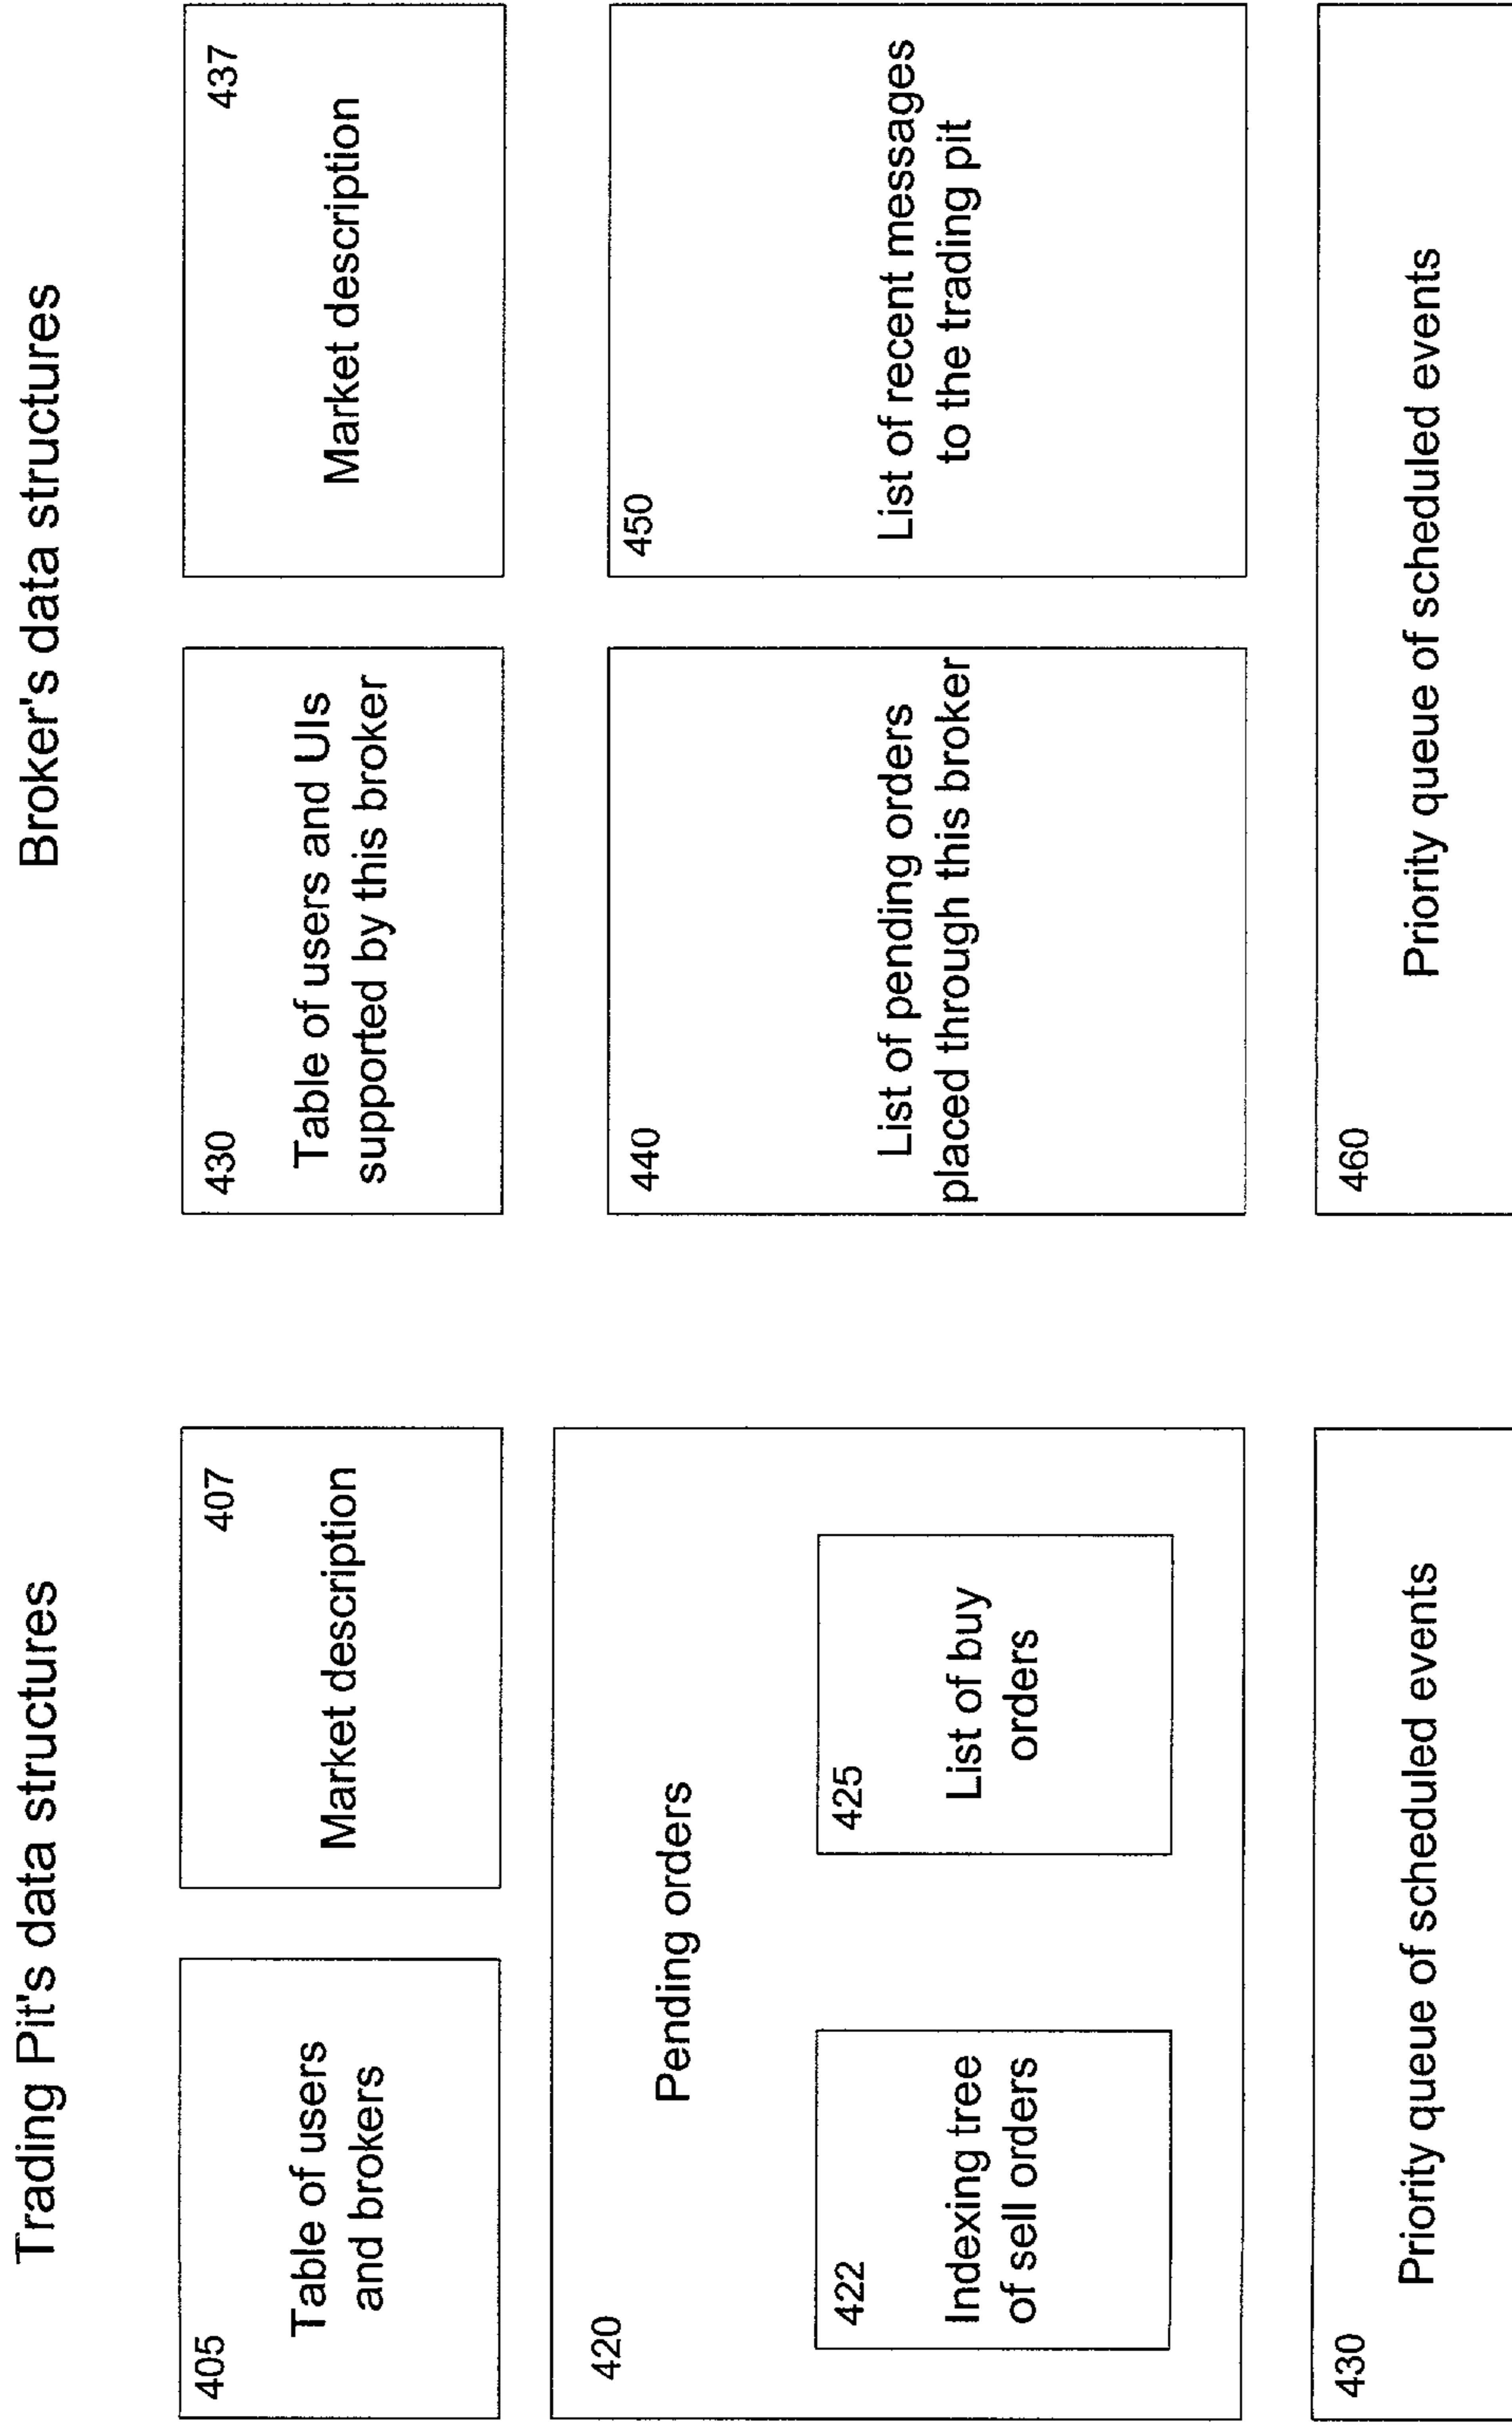 Trading Pit's data structures
405
Table of users
and brokers
407
Market description
420
Pending orders
422
Indexing tree
of sell orders
425
List of buy
orders
430
Priority queue of scheduled events
Broker's data structures
430
Table of users and UIs
supported by this broker
437
Market description
440
List of pending orders
placed through this broker
450
List of recent messages
to the trading pit
460
Priority queue of scheduled events